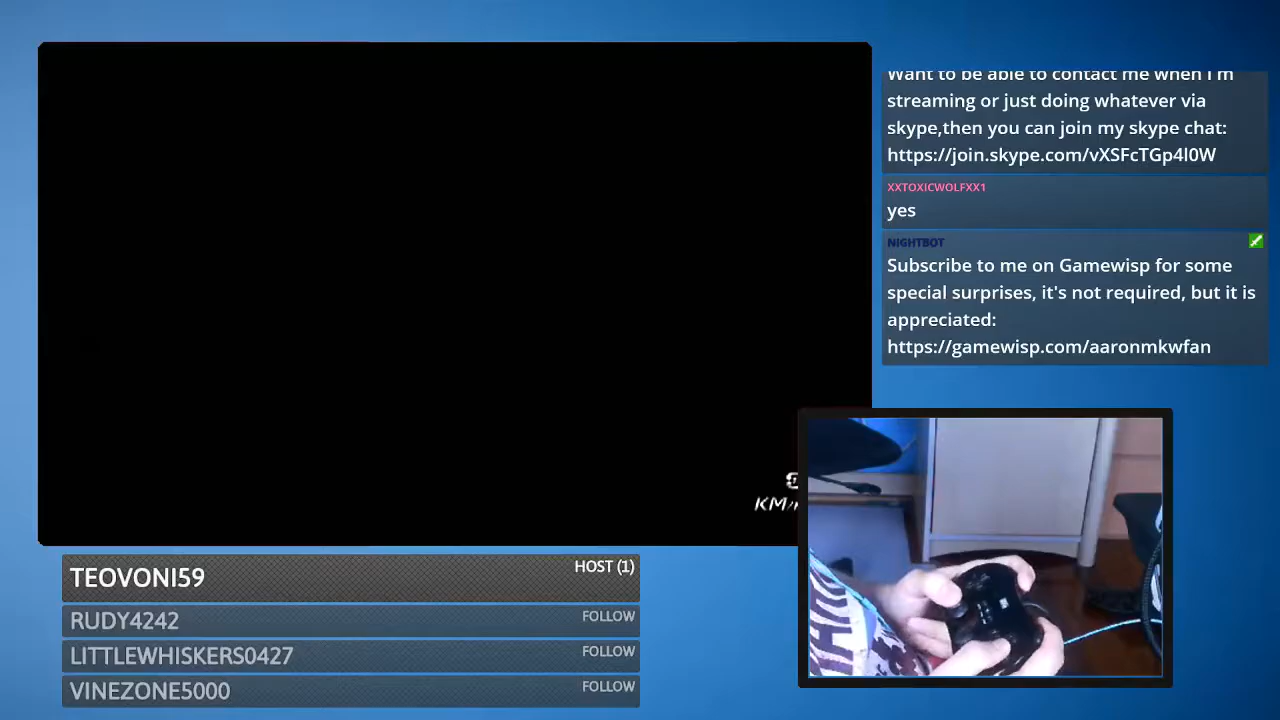 Want to be able to contact me when I'm
streaming or just doing whatever via
skype,then you can join my skype chat:
https://join.skype.com/vXSFcTGp4I0W
XXTOXICWOLFXX1
yes
NIGHTBOT
Subscribe to me on Gamewisp for some
special surprises, it's not required, but it is
appreciated:
https://gamewisp.com/aaronmkwfan
KM/
TEOVONI59 HOST (1)
RUDY4242 FOLLOW
LITTLEWHISKERS0427 FOLLOW
VINEZONE5000 FOLLOW